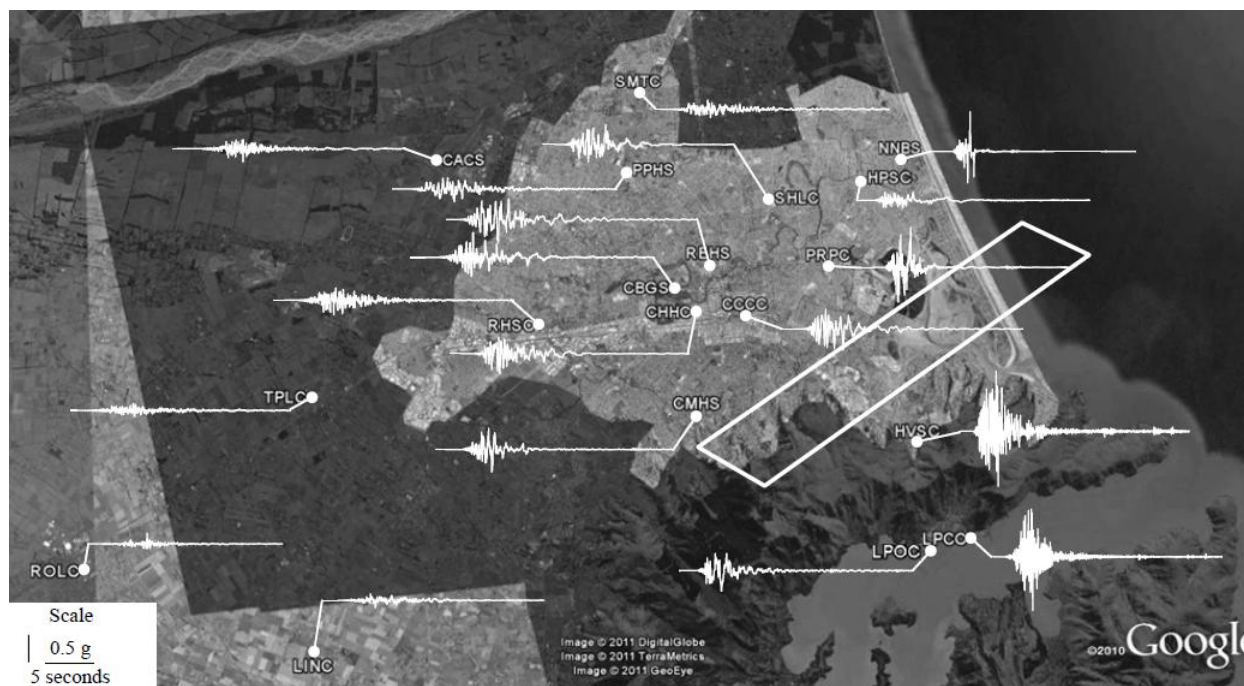 SMTC
NNBS
CACS
PPHS
HPSC
SHLC
REHS
PRPC
CBGS
CHHC
CCCC
RHSC
TPLC
CMHS
HVSC
LPCC
LPOC
ROLC
LINC
Scale
0.5 g
5 seconds
Image © 2011 DigitalGlobe
Image © 2011 TerraMetrics
Image © 2011 GeoEye
©2010 Google